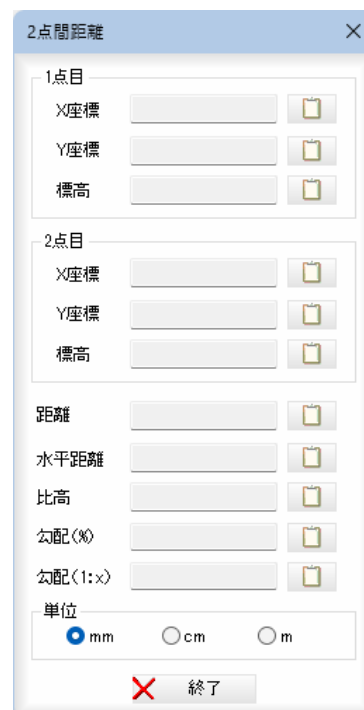 2点間距離
1点目
X座標
Y座標
標高
2点目
X座標
Y座標
標高
距離
水平距離
比高
勾配(%)
勾配(1:x)
単位
mm cm m
終了